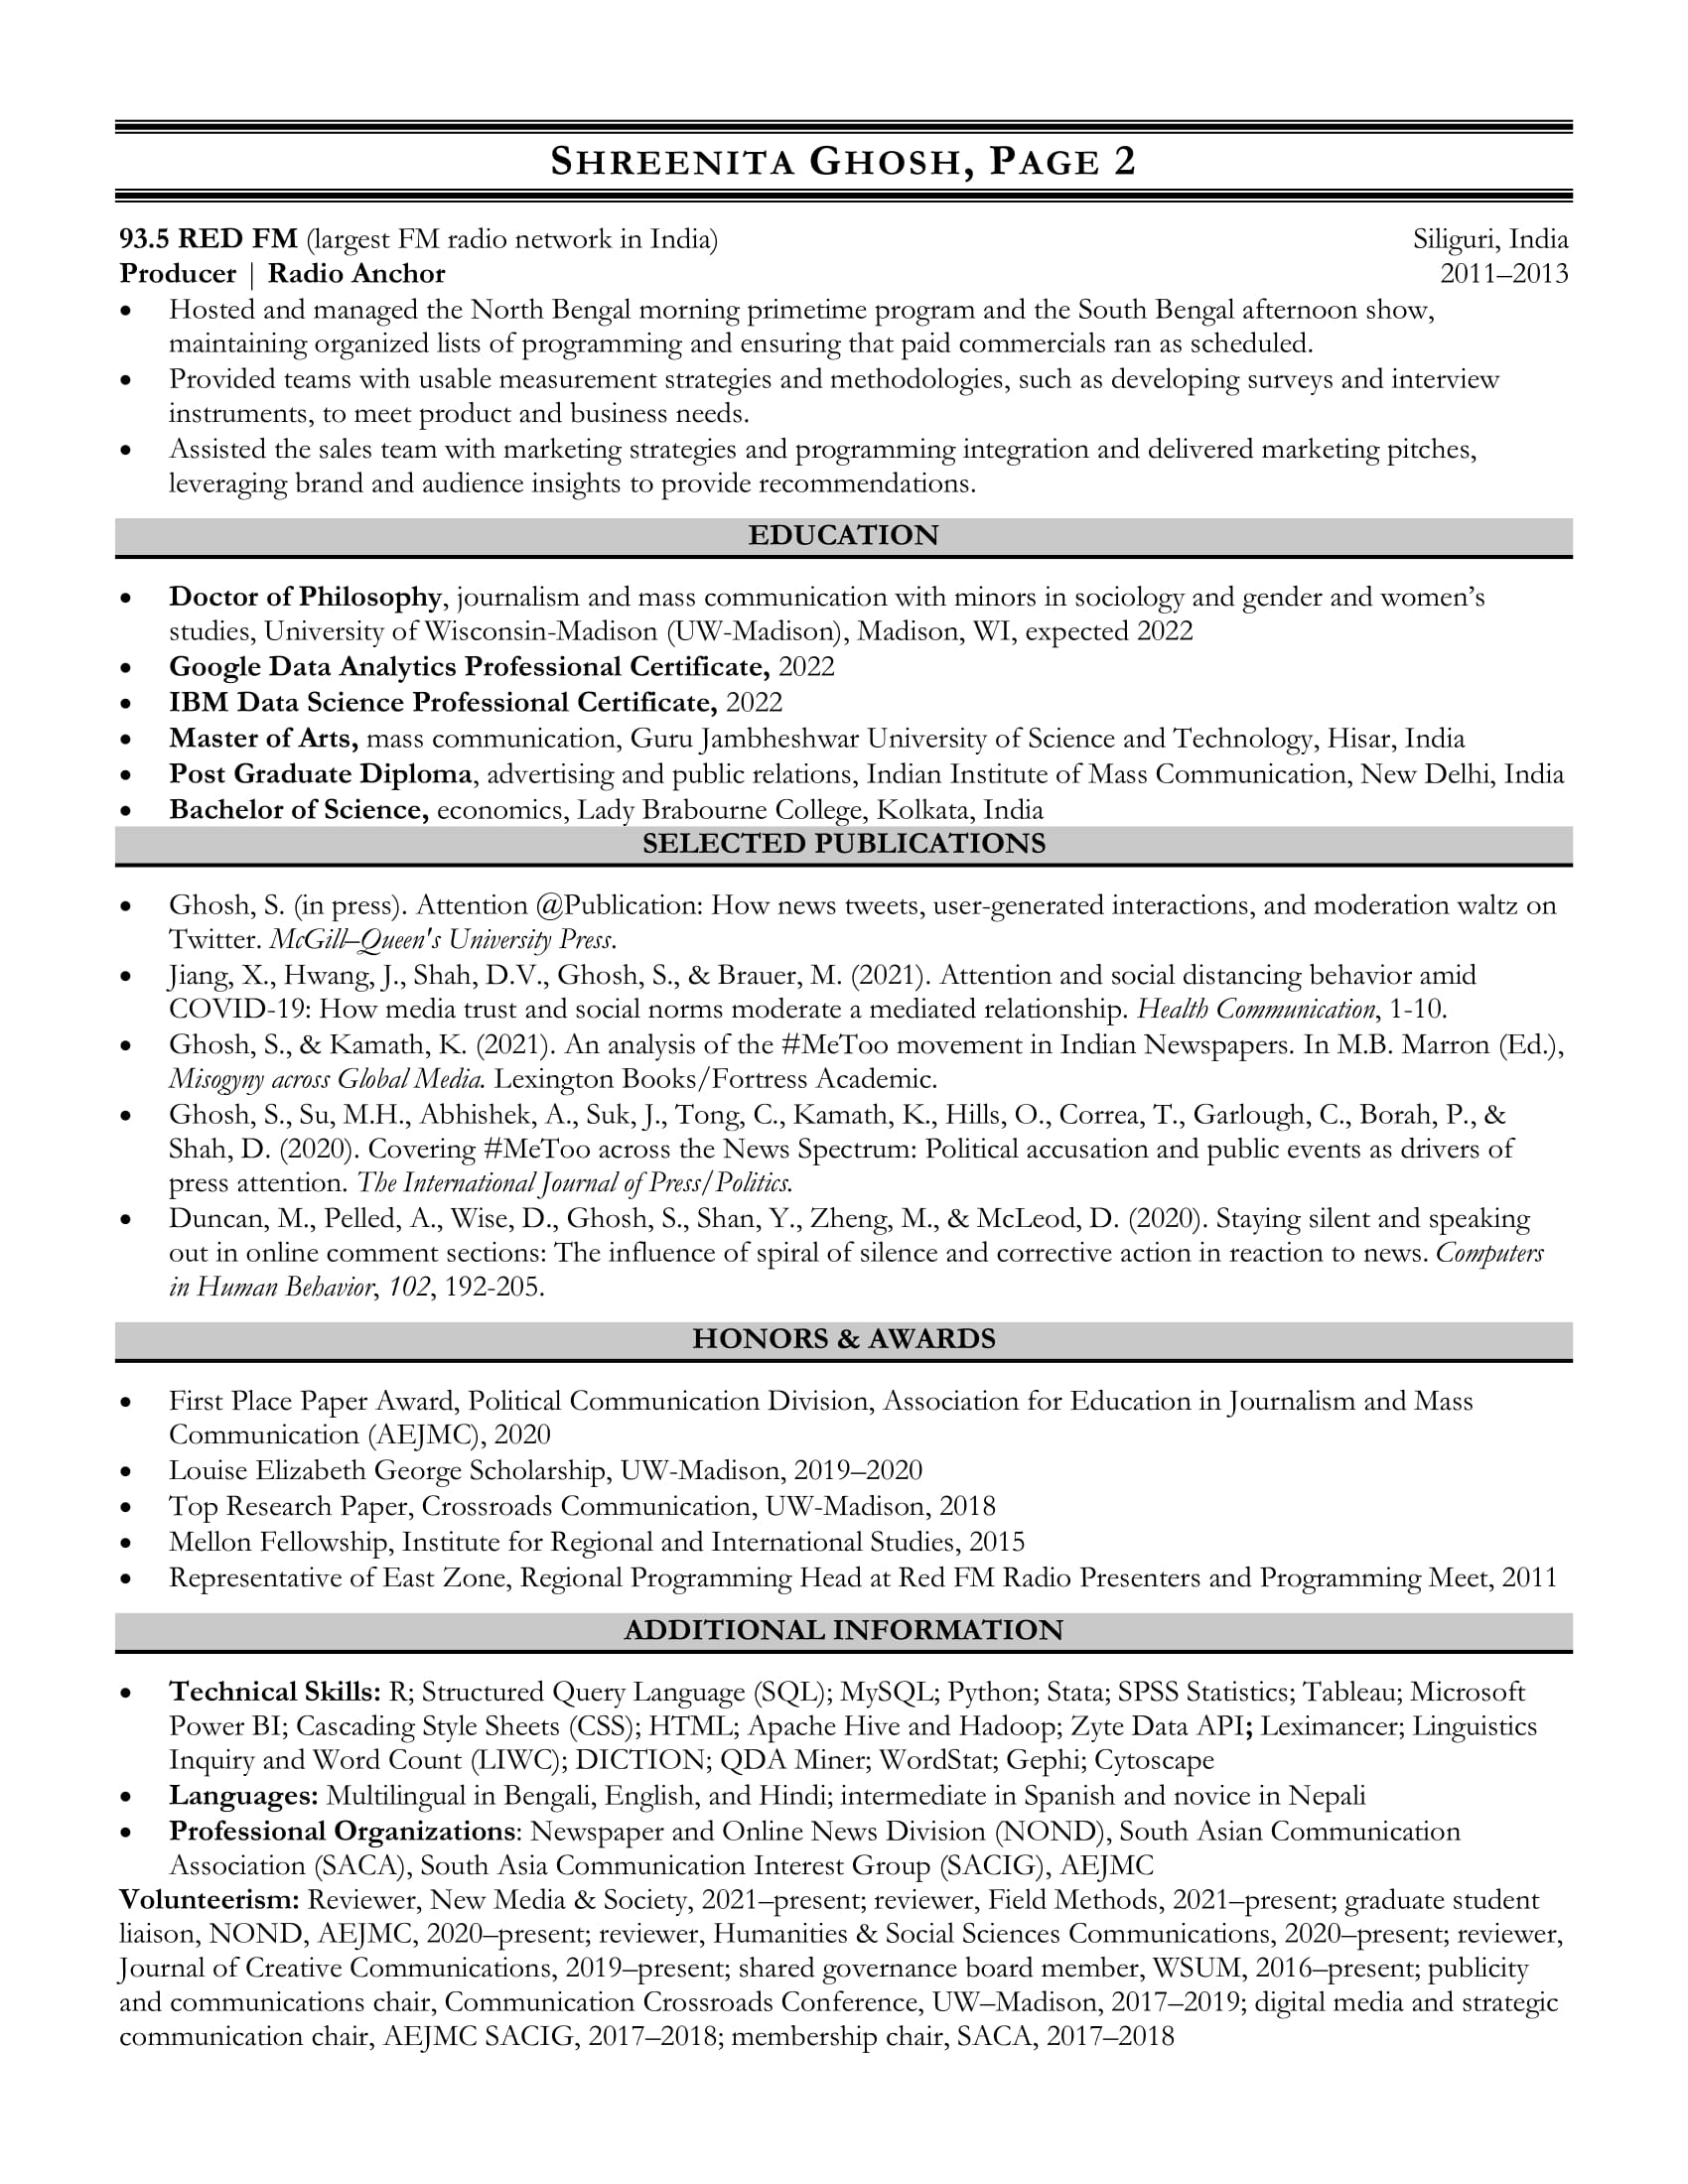 SHREENITA GHOSH, PAGE 2
93.5 RED FM (largest FM radio network in India) Siliguri, India
Producer | Radio Anchor 2011–2013
• Hosted and managed the North Bengal morning primetime program and the South Bengal afternoon show,
maintaining organized lists of programming and ensuring that paid commercials ran as scheduled.
• Provided teams with usable measurement strategies and methodologies, such as developing surveys and interview
instruments, to meet product and business needs.
• Assisted the sales team with marketing strategies and programming integration and delivered marketing pitches,
leveraging brand and audience insights to provide recommendations.
EDUCATION
• Doctor of Philosophy, journalism and mass communication with minors in sociology and gender and women’s
studies, University of Wisconsin-Madison (UW-Madison), Madison, WI, expected 2022
• Google Data Analytics Professional Certificate, 2022
• IBM Data Science Professional Certificate, 2022
• Master of Arts, mass communication, Guru Jambheshwar University of Science and Technology, Hisar, India
• Post Graduate Diploma, advertising and public relations, Indian Institute of Mass Communication, New Delhi, India
• Bachelor of Science, economics, Lady Brabourne College, Kolkata, India
SELECTED PUBLICATIONS
• Ghosh, S. (in press). Attention @Publication: How news tweets, user-generated interactions, and moderation waltz on
Twitter. McGill–Queen's University Press.
• Jiang, X., Hwang, J., Shah, D.V., Ghosh, S., & Brauer, M. (2021). Attention and social distancing behavior amid
COVID-19: How media trust and social norms moderate a mediated relationship. Health Communication, 1-10.
• Ghosh, S., & Kamath, K. (2021). An analysis of the #MeToo movement in Indian Newspapers. In M.B. Marron (Ed.),
Misogyny across Global Media. Lexington Books/Fortress Academic.
• Ghosh, S., Su, M.H., Abhishek, A., Suk, J., Tong, C., Kamath, K., Hills, O., Correa, T., Garlough, C., Borah, P., &
Shah, D. (2020). Covering #MeToo across the News Spectrum: Political accusation and public events as drivers of
press attention. The International Journal of Press/Politics.
• Duncan, M., Pelled, A., Wise, D., Ghosh, S., Shan, Y., Zheng, M., & McLeod, D. (2020). Staying silent and speaking
out in online comment sections: The influence of spiral of silence and corrective action in reaction to news. Computers
in Human Behavior, 102, 192-205.
HONORS & AWARDS
• First Place Paper Award, Political Communication Division, Association for Education in Journalism and Mass
Communication (AEJMC), 2020
• Louise Elizabeth George Scholarship, UW-Madison, 2019–2020
• Top Research Paper, Crossroads Communication, UW-Madison, 2018
• Mellon Fellowship, Institute for Regional and International Studies, 2015
• Representative of East Zone, Regional Programming Head at Red FM Radio Presenters and Programming Meet, 2011
ADDITIONAL INFORMATION
• Technical Skills: R; Structured Query Language (SQL); MySQL; Python; Stata; SPSS Statistics; Tableau; Microsoft
Power BI; Cascading Style Sheets (CSS); HTML; Apache Hive and Hadoop; Zyte Data API; Leximancer; Linguistics
Inquiry and Word Count (LIWC); DICTION; QDA Miner; WordStat; Gephi; Cytoscape
• Languages: Multilingual in Bengali, English, and Hindi; intermediate in Spanish and novice in Nepali
• Professional Organizations: Newspaper and Online News Division (NOND), South Asian Communication
Association (SACA), South Asia Communication Interest Group (SACIG), AEJMC
Volunteerism: Reviewer, New Media & Society, 2021–present; reviewer, Field Methods, 2021–present; graduate student
liaison, NOND, AEJMC, 2020–present; reviewer, Humanities & Social Sciences Communications, 2020–present; reviewer,
Journal of Creative Communications, 2019–present; shared governance board member, WSUM, 2016–present; publicity
and communications chair, Communication Crossroads Conference, UW–Madison, 2017–2019; digital media and strategic
communication chair, AEJMC SACIG, 2017–2018; membership chair, SACA, 2017–2018